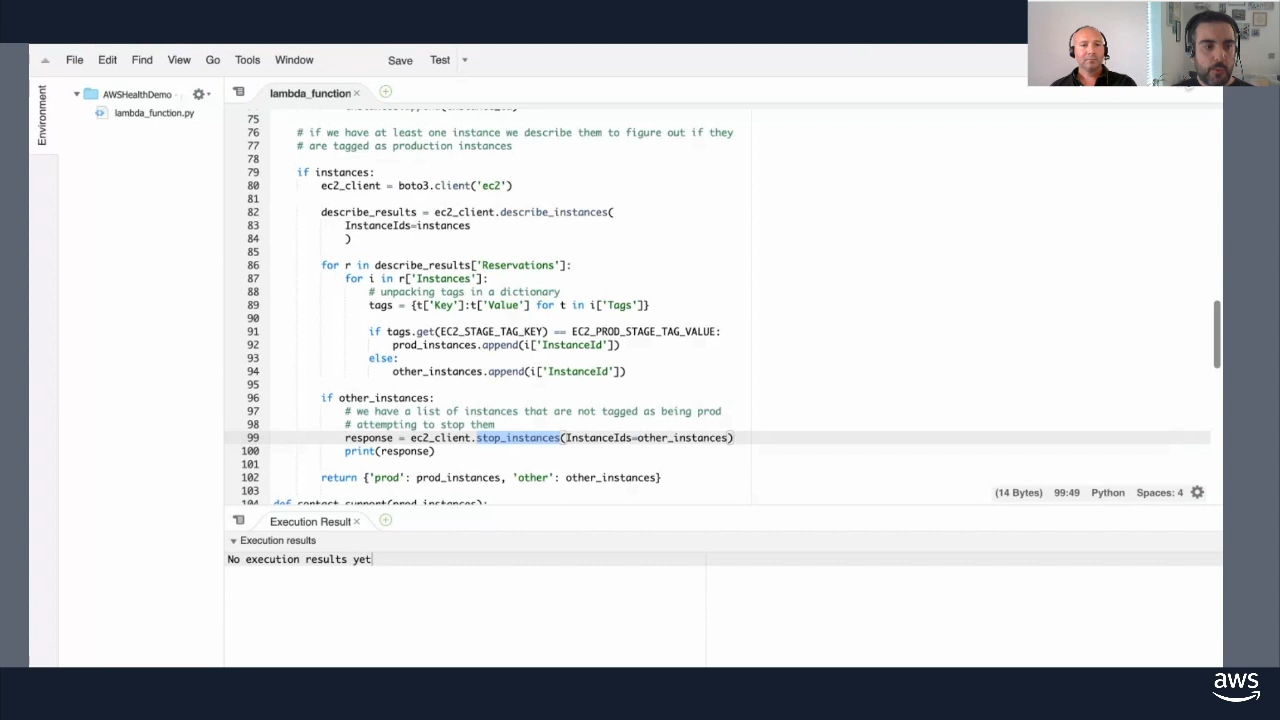 File Edit Find View Go Tools Window Save Test
Environment
AWSHealthDemo
lambda_function.py
lambda_function
75
76 # if we have at least one instance we describe them to figure out if they
77 # are tagged as production instances
78
79 if instances:
80 ec2_client = boto3.client('ec2')
81
82 describe_results = ec2_client.describe_instances(
83 InstanceIds=instances
84 )
85
86 for r in describe_results['Reservations']:
87 for i in r['Instances']:
88 # unpacking tags in a dictionary
89 tags = {t['Key']:t['Value'] for t in i['Tags']}
90
91 if tags.get(EC2_STAGE_TAG_KEY) == EC2_PROD_STAGE_TAG_VALUE:
92 prod_instances.append(i['InstanceId'])
93 else:
94 other_instances.append(i['InstanceId'])
95
96 if other_instances:
97 # we have a list of instances that are not tagged as being prod
98 # attempting to stop them
99 response = ec2_client.stop_instances(InstanceIds=other_instances)
100 print(response)
101
102 return {'prod': prod_instances, 'other': other_instances}
103
104 def contact_support(prod_instances):
(14 Bytes) 99:49 Python Spaces: 4
Execution Result
Execution results
No execution results yet
aws